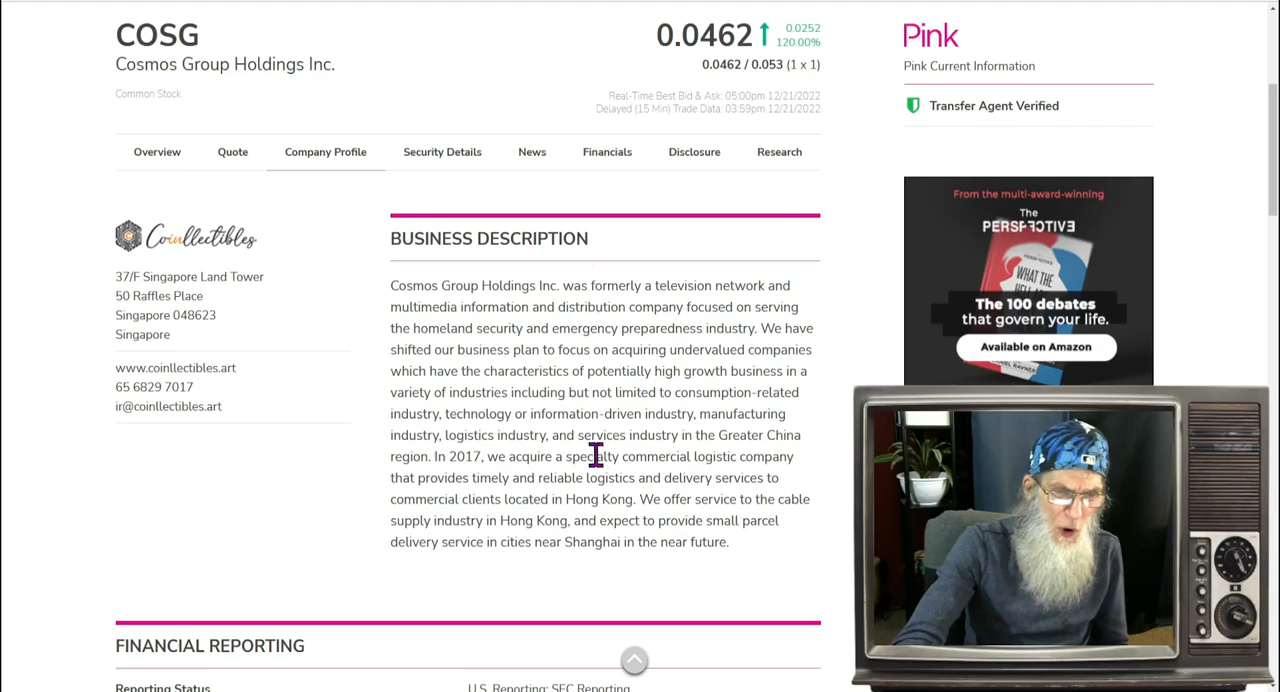 COSG
Cosmos Group Holdings Inc.
Common Stock
0.0462
0.0252
120.00%
0.0462 / 0.053 (1 x 1)
Real-Time Best Bid & Ask: 05:00pm 12/21/2022
Delayed (15 Min) Trade Data: 03:59pm 12/21/2022
Pink
Pink Current Information
Transfer Agent Verified
Overview Quote Company Profile Security Details News Financials Disclosure Research
Coinllectibles
37/F Singapore Land Tower
50 Raffles Place
Singapore 048623
Singapore
www.coinllectibles.art
65 6829 7017
ir@coinllectibles.art
BUSINESS DESCRIPTION
Cosmos Group Holdings Inc. was formerly a television network and
multimedia information and distribution company focused on serving
the homeland security and emergency preparedness industry. We have
shifted our business plan to focus on acquiring undervalued companies
which have the characteristics of potentially high growth business in a
variety of industries including but not limited to consumption-related
industry, technology or information-driven industry, manufacturing
industry, logistics industry, and services industry in the Greater China
region. In 2017, we acquire a specialty commercial logistic company
that provides timely and reliable logistics and delivery services to
commercial clients located in Hong Kong. We offer service to the cable
supply industry in Hong Kong, and expect to provide small parcel
delivery service in cities near Shanghai in the near future.
From the multi-award-winning
The
PERSPECTIVE
WHAT THE
The 100 debates
that govern your life.
Available on Amazon
FINANCIAL REPORTING
Reporting Status U.S. Reporting: SEC Reporting